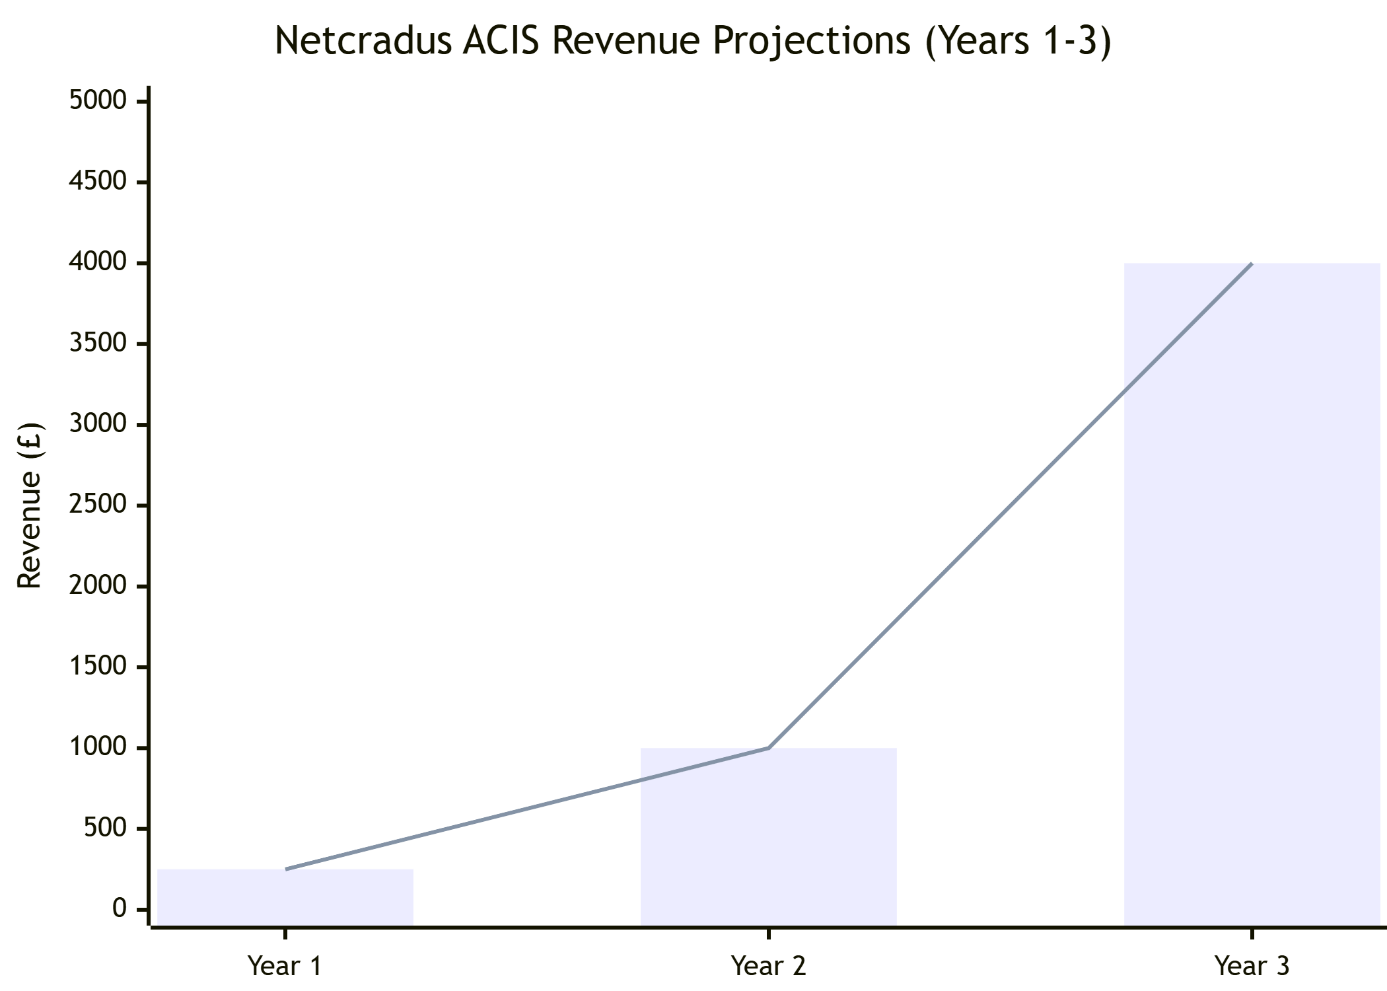 Netcradus ACIS Revenue Projections (Years 1-3)
5000
4500
4000
3500
3000
2500
2000
1500
1000
500
0
Revenue (£)
Year 1
Year 2
Year 3